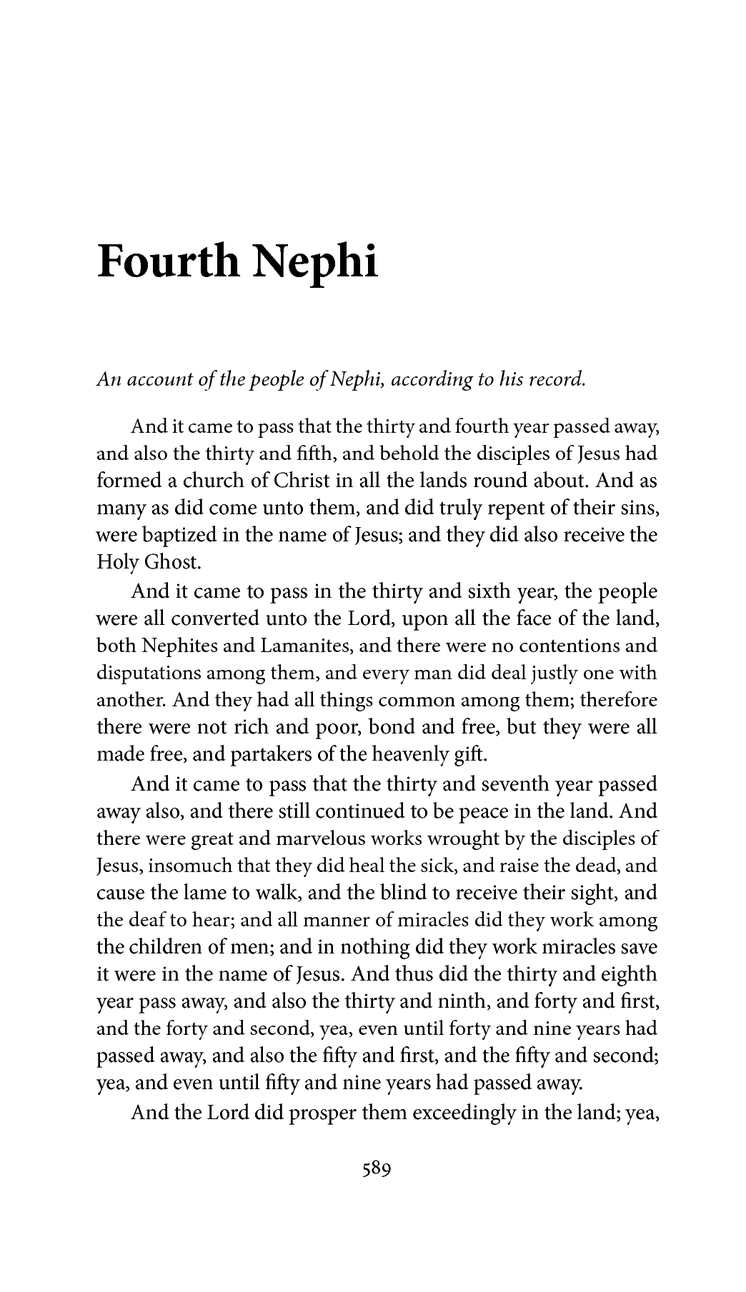 Fourth Nephi
An account of the people of Nephi, according to his record.
And it came to pass that the thirty and fourth year passed away,
and also the thirty and fifth, and behold the disciples of Jesus had
formed a church of Christ in all the lands round about. And as
many as did come unto them, and did truly repent of their sins,
were baptized in the name of Jesus; and they did also receive the
Holy Ghost.
And it came to pass in the thirty and sixth year, the people
were all converted unto the Lord, upon all the face of the land,
both Nephites and Lamanites, and there were no contentions and
disputations among them, and every man did deal justly one with
another. And they had all things common among them; therefore
there were not rich and poor, bond and free, but they were all
made free, and partakers of the heavenly gift.
And it came to pass that the thirty and seventh year passed
away also, and there still continued to be peace in the land. And
there were great and marvelous works wrought by the disciples of
Jesus, insomuch that they did heal the sick, and raise the dead, and
cause the lame to walk, and the blind to receive their sight, and
the deaf to hear; and all manner of miracles did they work among
the children of men; and in nothing did they work miracles save
it were in the name of Jesus. And thus did the thirty and eighth
year pass away, and also the thirty and ninth, and forty and first,
and the forty and second, yea, even until forty and nine years had
passed away, and also the fifty and first, and the fifty and second;
yea, and even until fifty and nine years had passed away.
And the Lord did prosper them exceedingly in the land; yea,
589